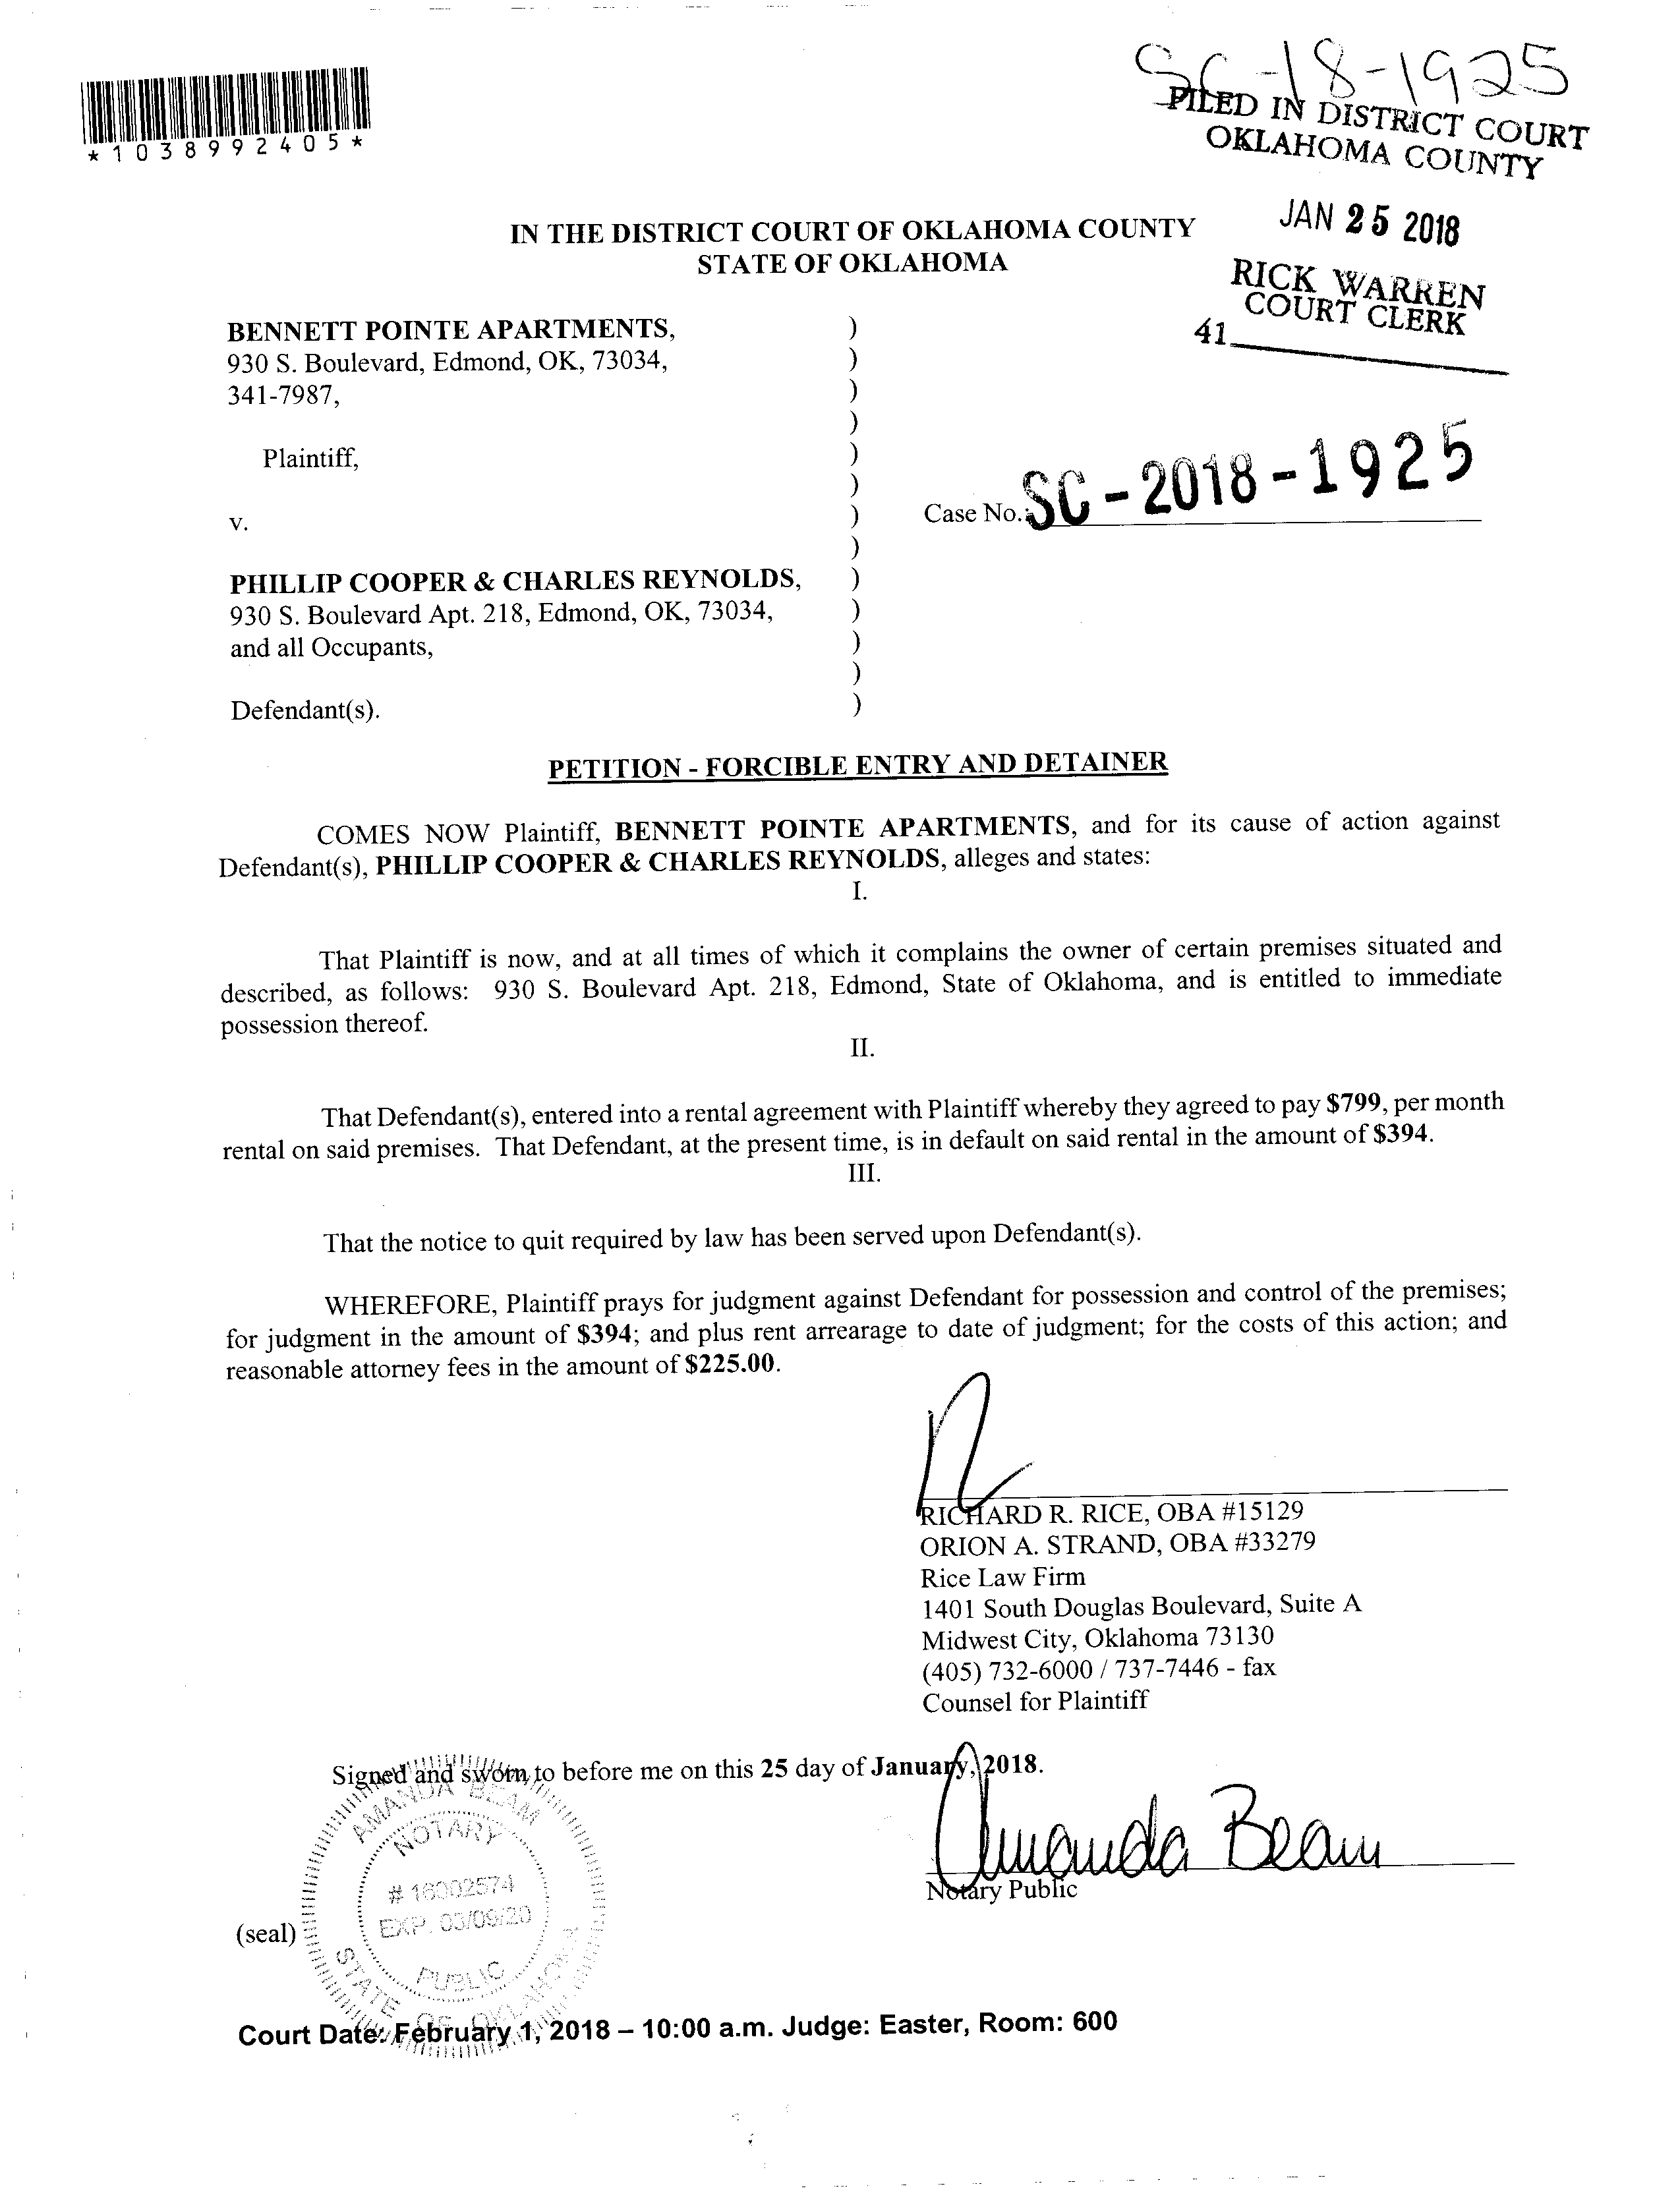 SC-18-1925
*1038992405*
FILED IN DISTRICT COURT
OKLAHOMA COUNTY
JAN 25 2018
RICK WARREN
COURT CLERK
41
IN THE DISTRICT COURT OF OKLAHOMA COUNTY
STATE OF OKLAHOMA
BENNETT POINTE APARTMENTS, )
930 S. Boulevard, Edmond, OK, 73034, )
341-7987, )
)
Plaintiff, )
)
v. ) Case No.: SC-2018-1925
)
PHILLIP COOPER & CHARLES REYNOLDS, )
930 S. Boulevard Apt. 218, Edmond, OK, 73034, )
and all Occupants, )
)
Defendant(s). )
PETITION - FORCIBLE ENTRY AND DETAINER
COMES NOW Plaintiff, BENNETT POINTE APARTMENTS, and for its cause of action against
Defendant(s), PHILLIP COOPER & CHARLES REYNOLDS, alleges and states:
I.
That Plaintiff is now, and at all times of which it complains the owner of certain premises situated and
described, as follows: 930 S. Boulevard Apt. 218, Edmond, State of Oklahoma, and is entitled to immediate
possession thereof.
II.
That Defendant(s), entered into a rental agreement with Plaintiff whereby they agreed to pay $799, per month
rental on said premises. That Defendant, at the present time, is in default on said rental in the amount of $394.
III.
That the notice to quit required by law has been served upon Defendant(s).
WHEREFORE, Plaintiff prays for judgment against Defendant for possession and control of the premises;
for judgment in the amount of $394; and plus rent arrearage to date of judgment; for the costs of this action; and
reasonable attorney fees in the amount of $225.00.
RICHARD R. RICE, OBA #15129
ORION A. STRAND, OBA #33279
Rice Law Firm
1401 South Douglas Boulevard, Suite A
Midwest City, Oklahoma 73130
(405) 732-6000 / 737-7446 - fax
Counsel for Plaintiff
Signed and sworn to before me on this 25 day of January, 2018.
Amanda Beam
Notary Public
AMANDA BEAM
NOTARY
# 16002574
EXP. 03/09/20
PUBLIC
STATE OF OKLAHOMA
(seal)
Court Date: February 1, 2018 – 10:00 a.m. Judge: Easter, Room: 600